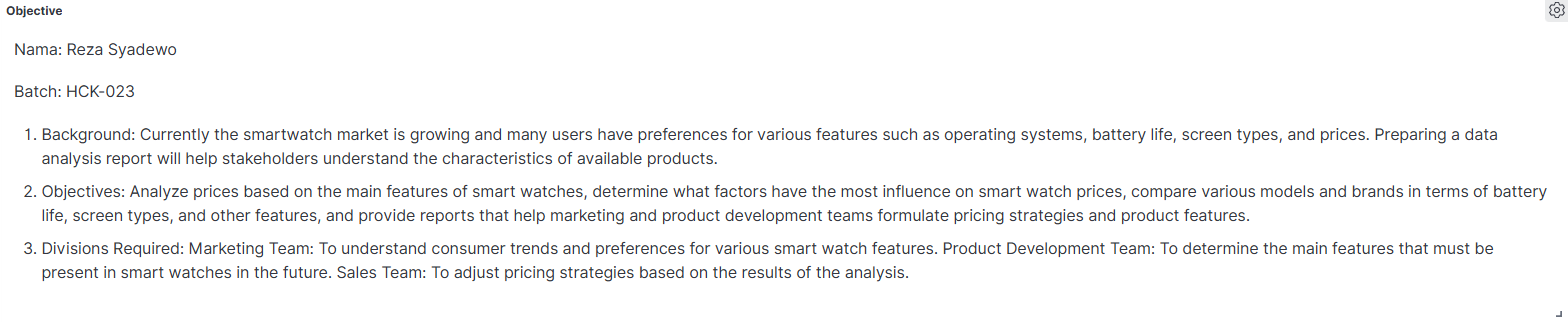 Objective
Nama: Reza Syadewo
Batch: HCK-023
1. Background: Currently the smartwatch market is growing and many users have preferences for various features such as operating systems, battery life, screen types, and prices. Preparing a data
analysis report will help stakeholders understand the characteristics of available products.
2. Objectives: Analyze prices based on the main features of smart watches, determine what factors have the most influence on smart watch prices, compare various models and brands in terms of battery
life, screen types, and other features, and provide reports that help marketing and product development teams formulate pricing strategies and product features.
3. Divisions Required: Marketing Team: To understand consumer trends and preferences for various smart watch features. Product Development Team: To determine the main features that must be
present in smart watches in the future. Sales Team: To adjust pricing strategies based on the results of the analysis.